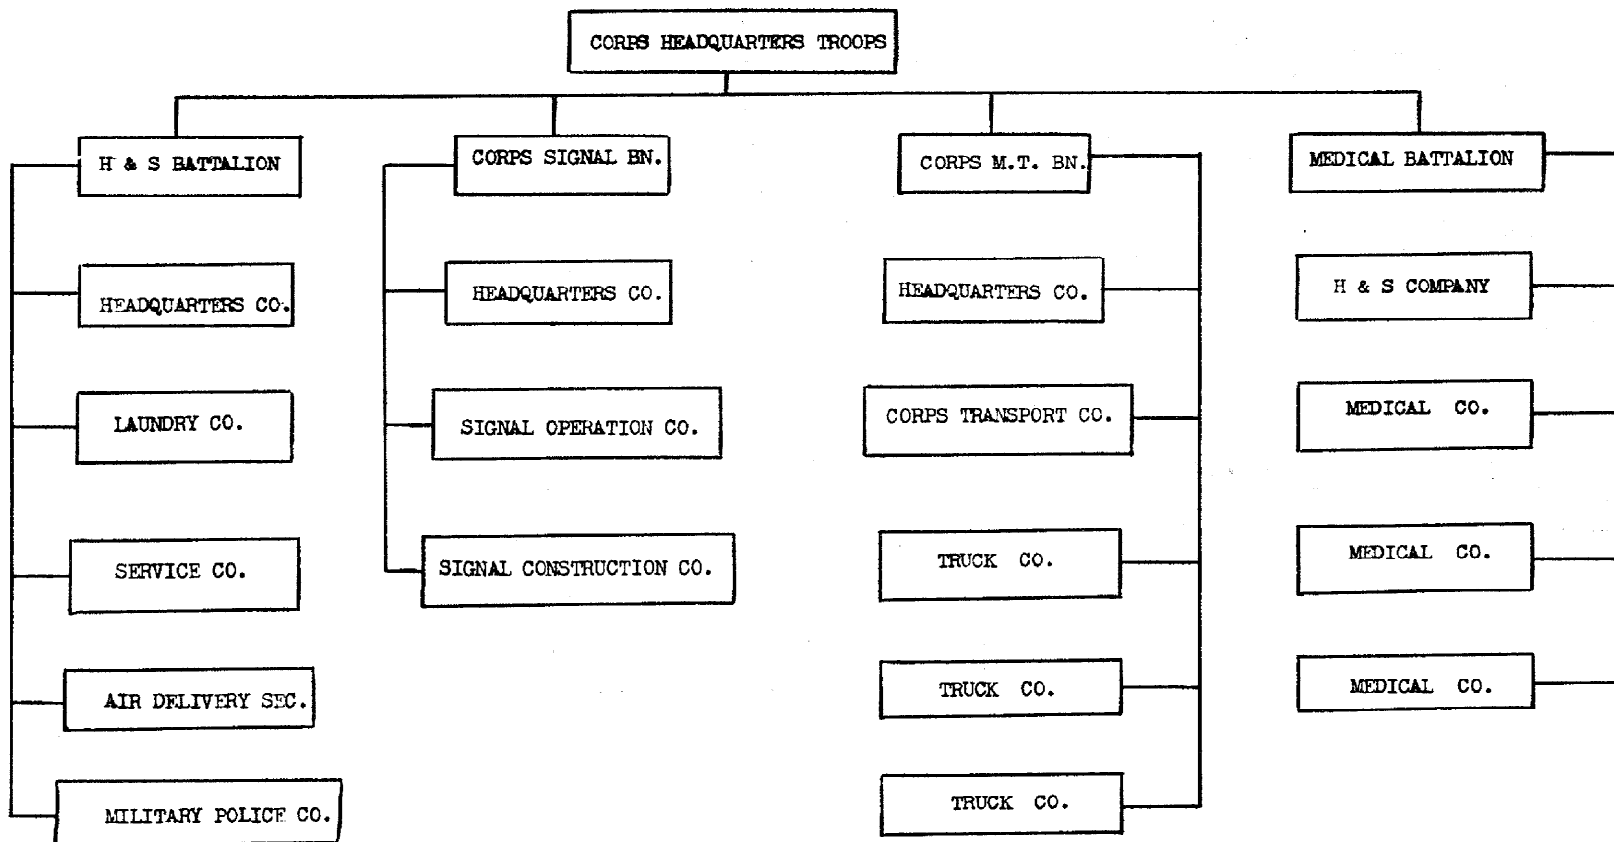 CORPS HEADQUARTERS TROOPS
H & S BATTALION
CORPS SIGNAL BN.
CORPS M.T. BN.
MEDICAL BATTALION
HEADQUARTERS CO.
HEADQUARTERS CO.
HEADQUARTERS CO.
H & S COMPANY
LAUNDRY CO.
SIGNAL OPERATION CO.
CORPS TRANSPORT CO.
MEDICAL CO.
SERVICE CO.
SIGNAL CONSTRUCTION CO.
TRUCK CO.
MEDICAL CO.
AIR DELIVERY SEC.
TRUCK CO.
MEDICAL CO.
MILITARY POLICE CO.
TRUCK CO.